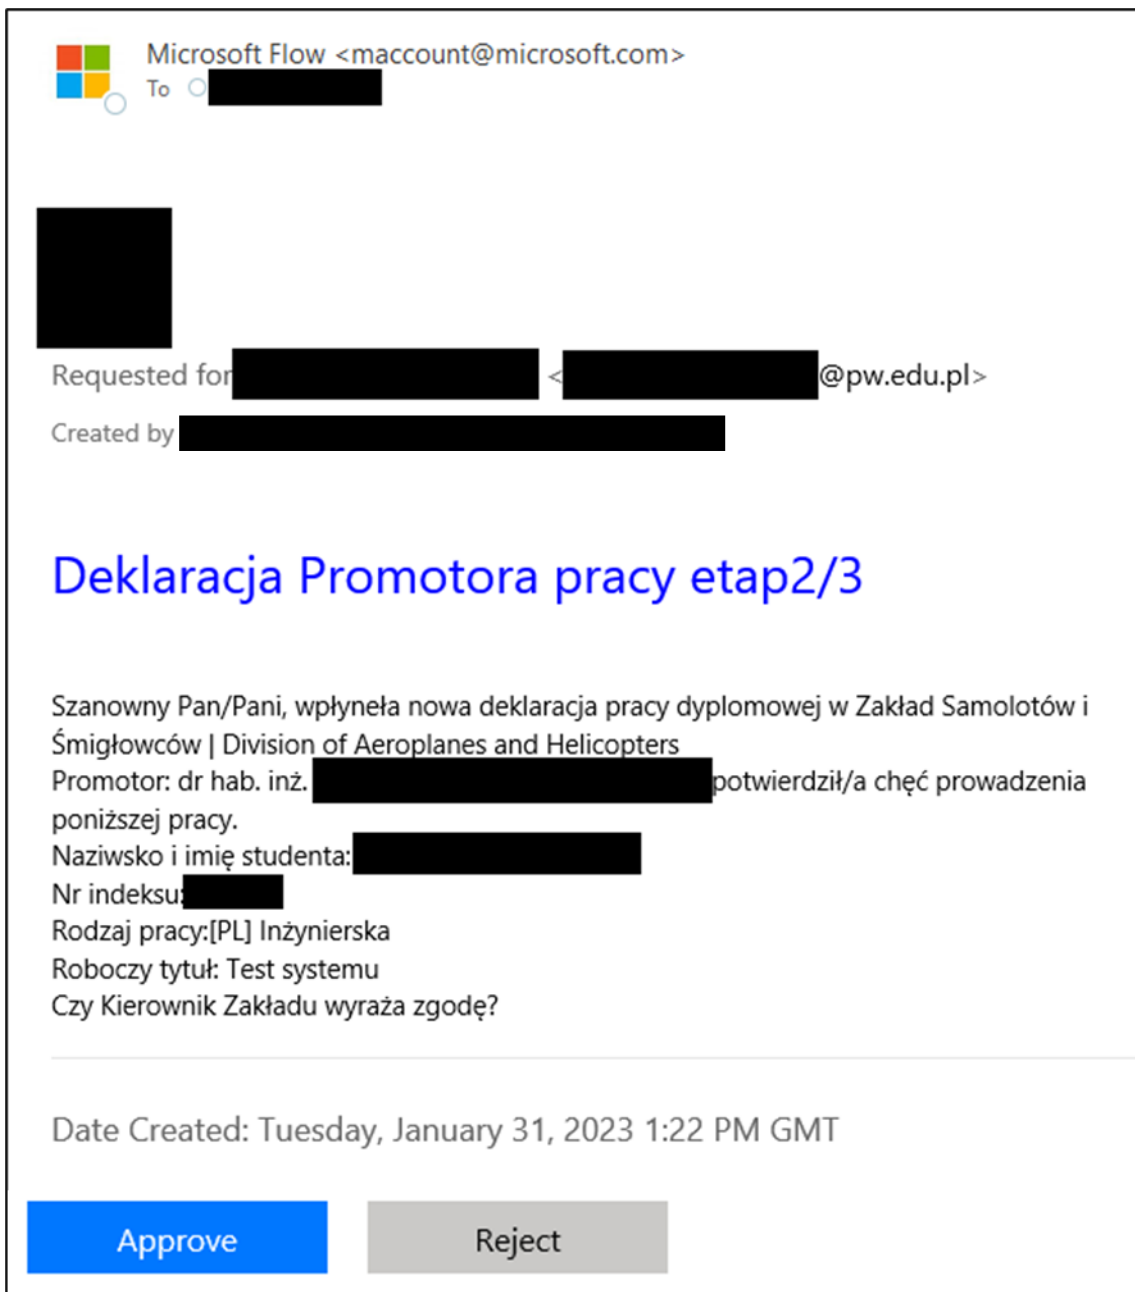 Microsoft Flow <maccount@microsoft.com>
To
Requested for < @pw.edu.pl>
Created by
Deklaracja Promotora pracy etap2/3
Szanowny Pan/Pani, wpłyneła nowa deklaracja pracy dyplomowej w Zakład Samolotów i
Śmigłowców | Division of Aeroplanes and Helicopters
Promotor: dr hab. inż. potwierdził/a chęć prowadzenia
poniższej pracy.
Naziwsko i imię studenta:
Nr indeksu:
Rodzaj pracy:[PL] Inżynierska
Roboczy tytuł: Test systemu
Czy Kierownik Zakładu wyraża zgodę?
Date Created: Tuesday, January 31, 2023 1:22 PM GMT
Approve Reject